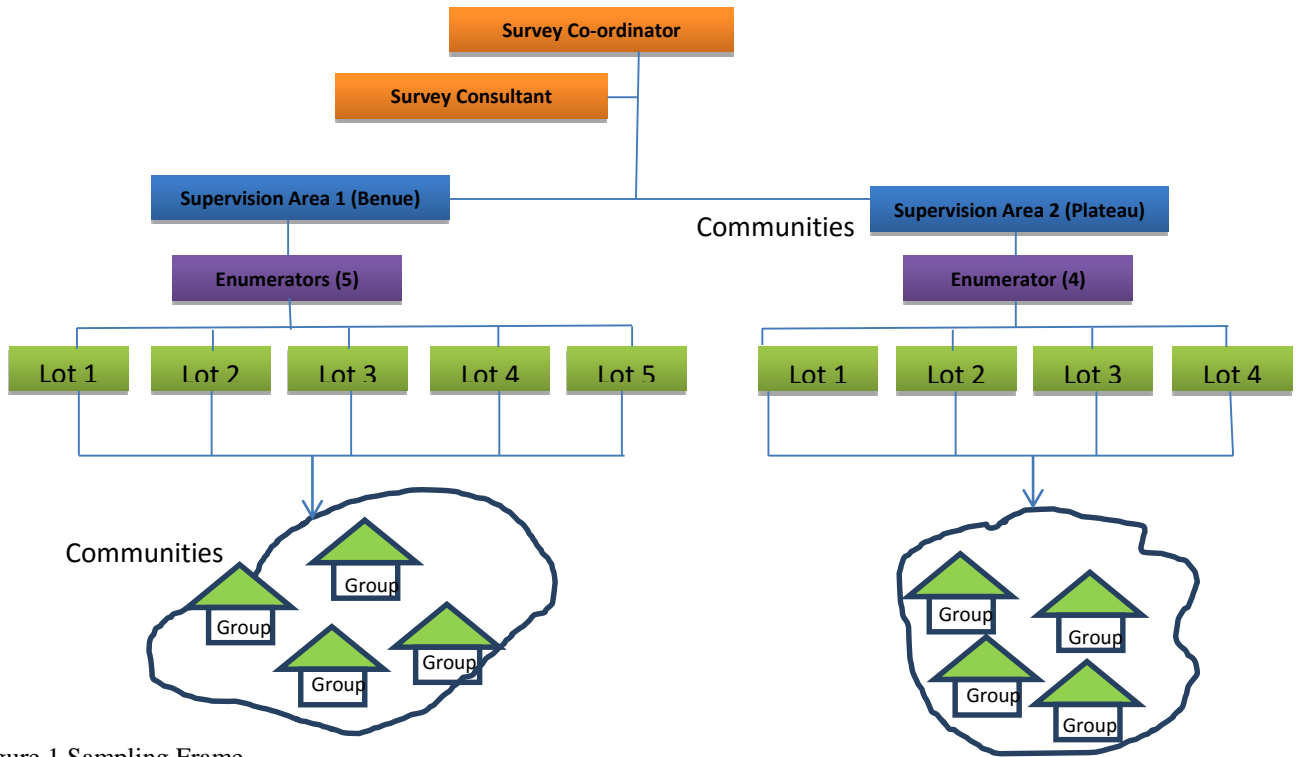 Survey Co-ordinator
Survey Consultant
Supervision Area 1 (Benue)
Supervision Area 2 (Plateau)
Communities
Enumerators (5)
Enumerator (4)
Lot 1
Lot 2
Lot 3
Lot 4
Lot 5
Lot 1
Lot 2
Lot 3
Lot 4
Communities
Group
Group
Group
Group
Group
Group
Group
Group
gure 1 Sampling Frame